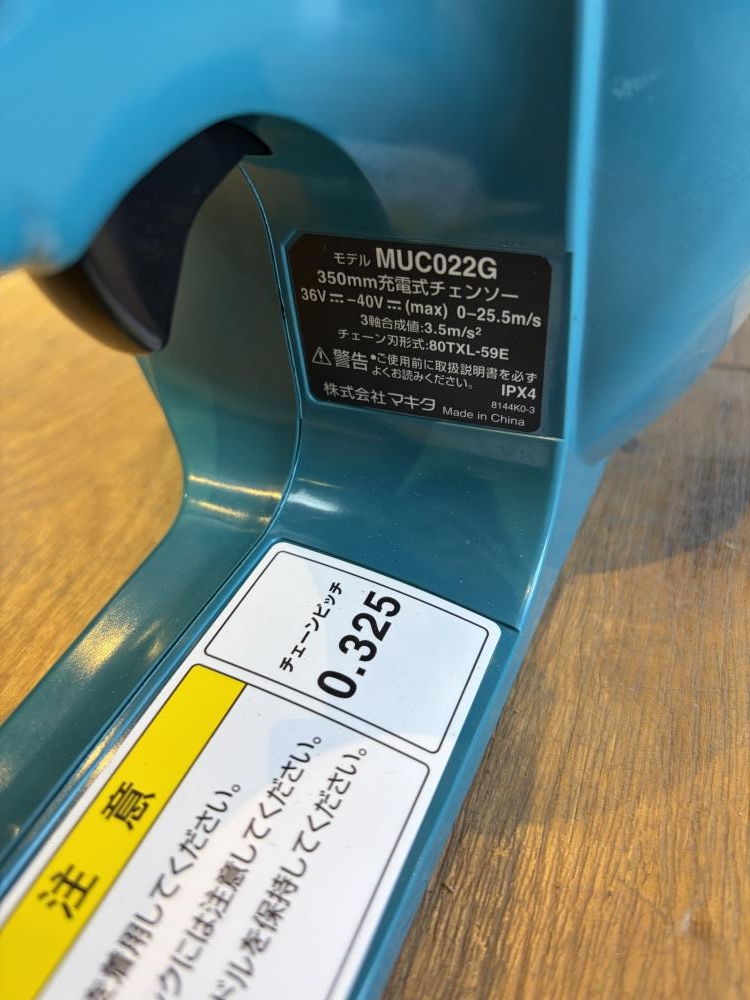 モデル MUC022G
350mm充電式チェンソー
36V⎓-40V⎓(max) 0-25.5m/s
3軸合成値:3.5m/s²
チェーン刃形式:80TXL-59E
⚠警告 •ご使用前に取扱説明書を必ず
よくお読みください。
IPX4
株式会社マキタ
8144K0-3
Made in China
チェーンピッチ
0.325
注意
を着用してください。
ックには注意してください。
ドルを保持してください。